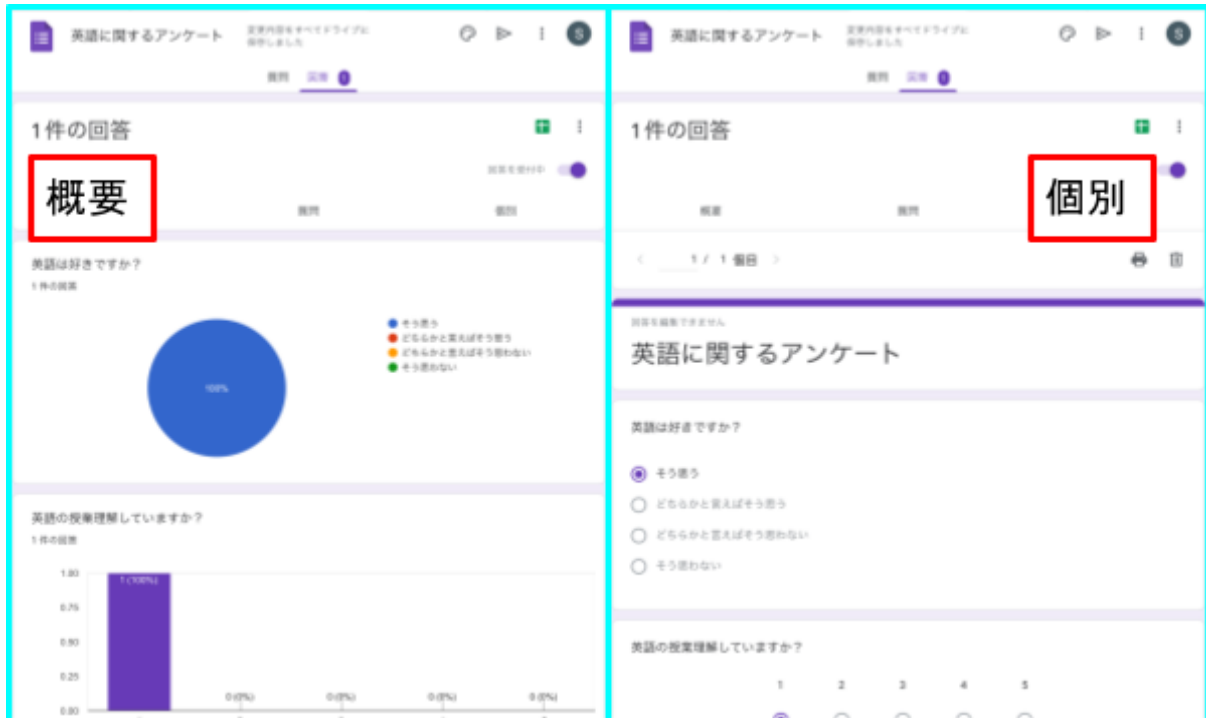 英語に関するアンケート
変更内容をすべてドライブに
保存しました
S
質問 回答 1
1件の回答
回答を受付中
概要 質問 個別
英語は好きですか？
1 件の回答
100%
そう思う
どちらかと言えばそう思う
どちらかと言えばそう思わない
そう思わない
英語の授業理解していますか？
1 件の回答
1.00
1 (100%)
0.75
0.50
0.25
0 (0%) 0 (0%) 0 (0%) 0 (0%)
0.00
英語に関するアンケート
変更内容をすべてドライブに
保存しました
S
質問 回答 1
1件の回答
概要 質問 個別
1 / 1 個目
回答を編集できません
英語に関するアンケート
英語は好きですか？
そう思う
どちらかと言えばそう思う
どちらかと言えばそう思わない
そう思わない
英語の授業理解していますか？
1 2 3 4 5